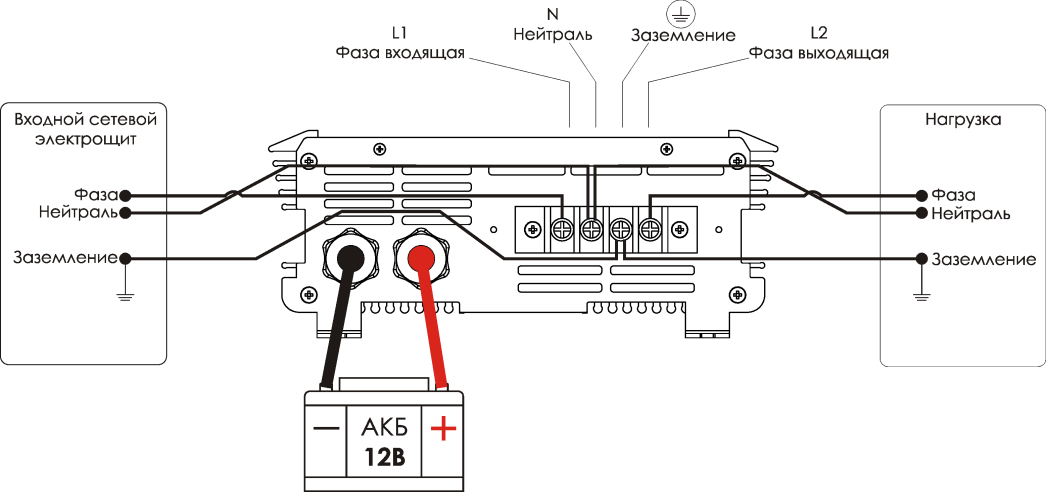 L1
Фаза входящая
N
Нейтраль
Заземление
L2
Фаза выходящая
Входной сетевой
электрощит
Фаза
Нейтраль
Заземление
Нагрузка
Фаза
Нейтраль
Заземление
− АКБ +
12В